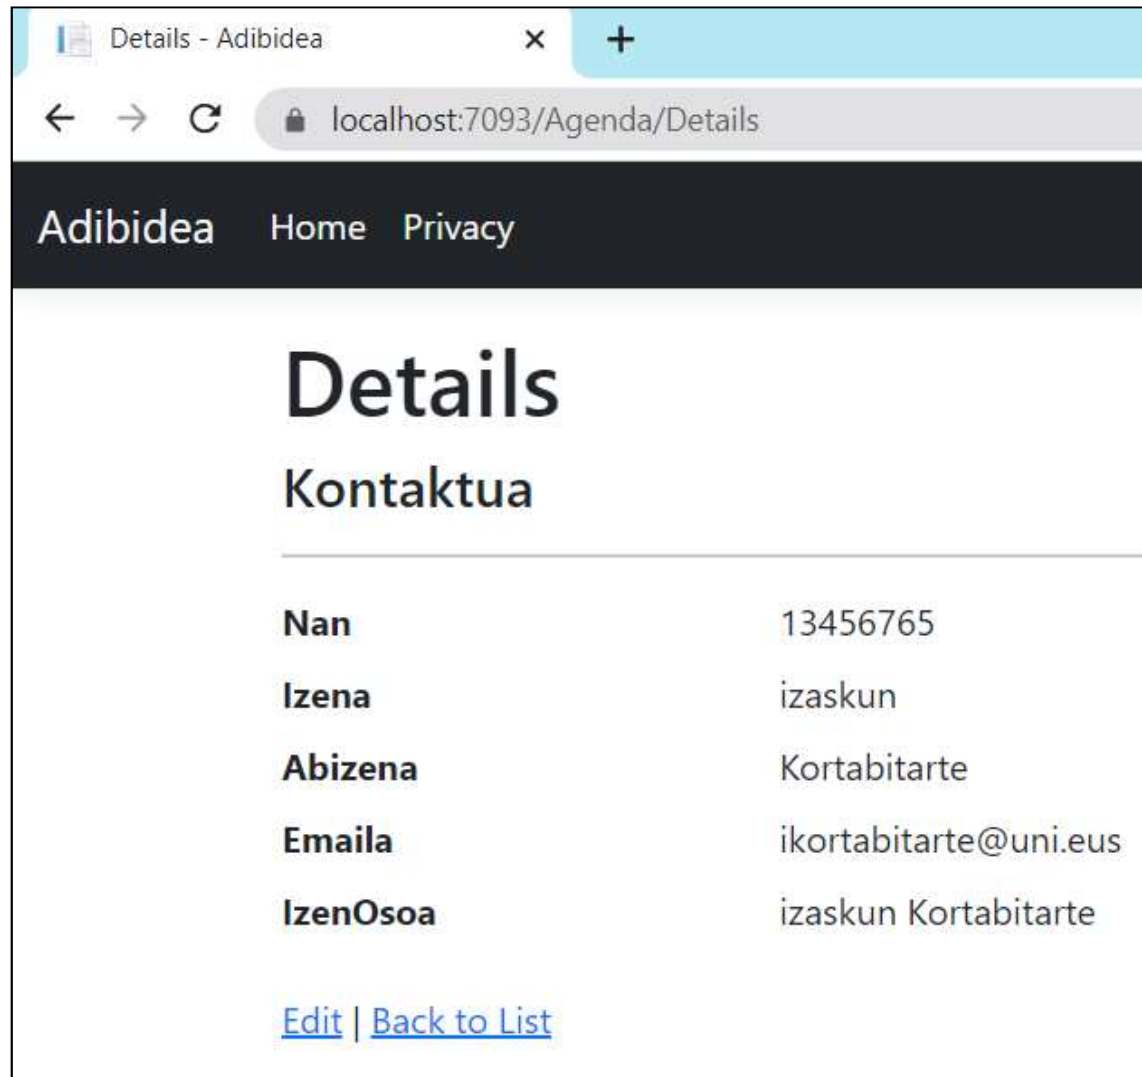 Details - Adibidea
localhost:7093/Agenda/Details
Adibidea Home Privacy
Details
Kontaktua
Nan 13456765
Izena izaskun
Abizena Kortabitarte
Emaila ikortabitarte@uni.eus
IzenOsoa izaskun Kortabitarte
Edit | Back to List